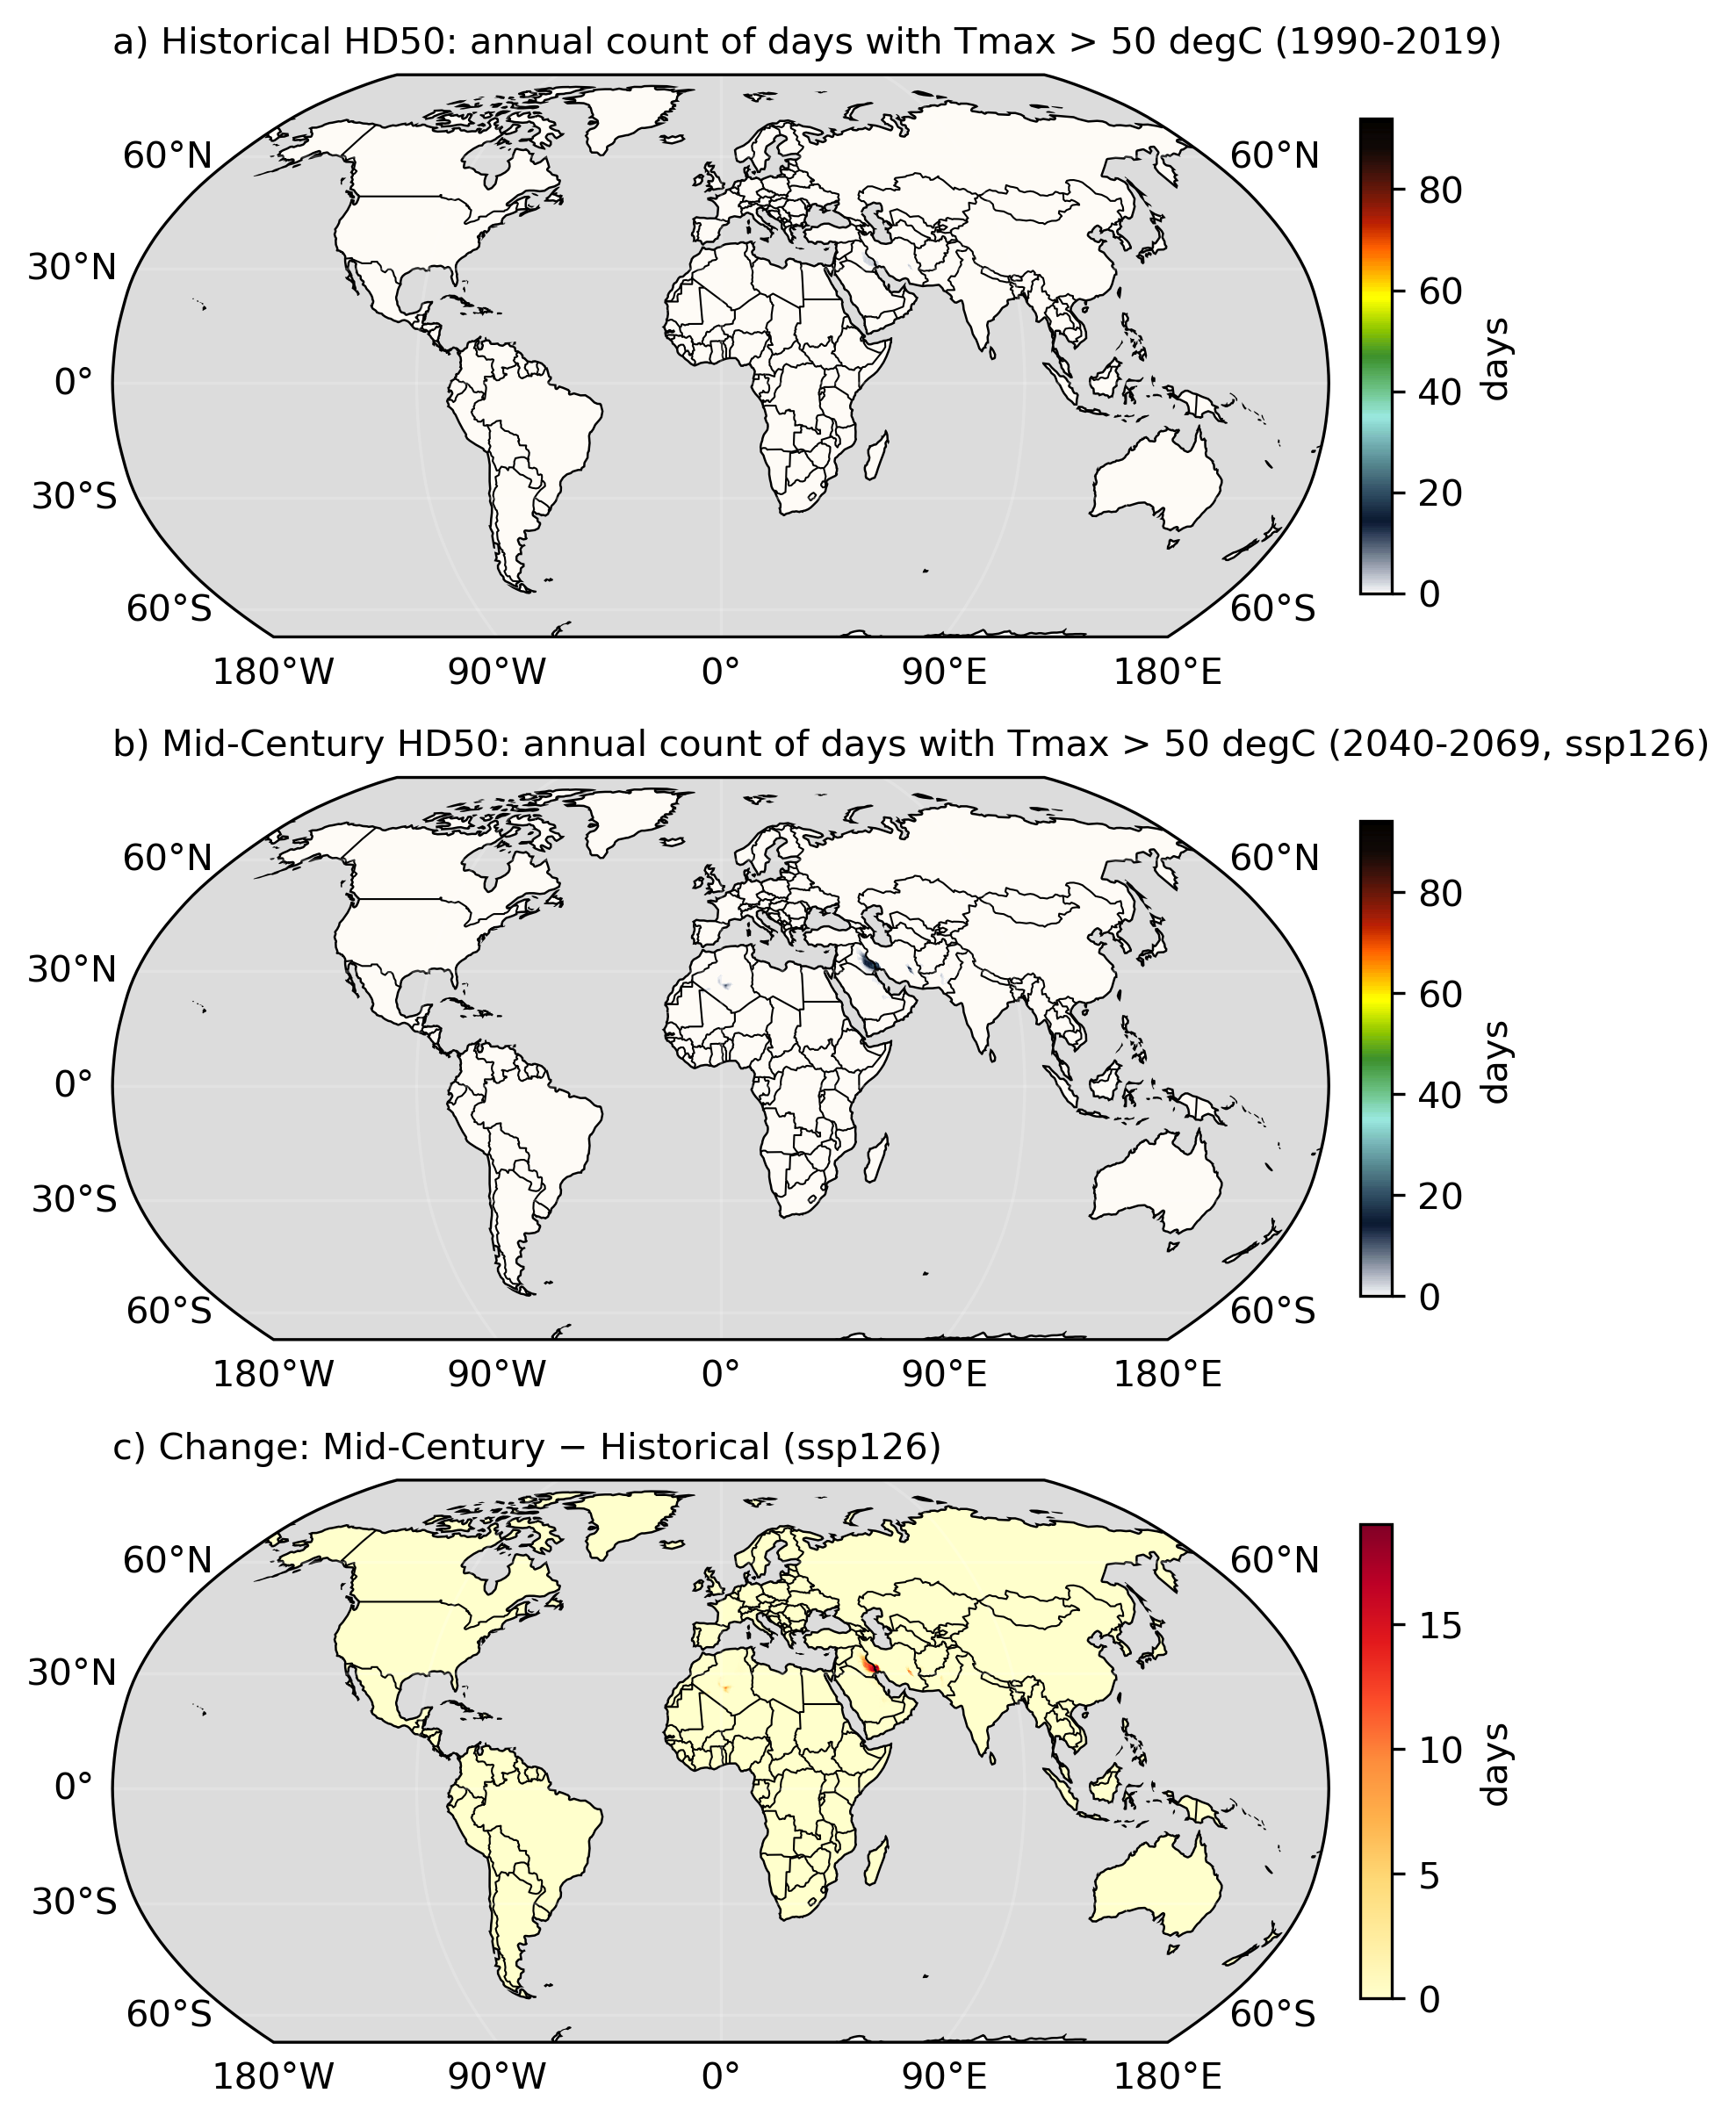 a) Historical HD50: annual count of days with Tmax > 50 degC (1990-2019)
60°N 60°N
30°N
0°
30°S
60°S 60°S
180°W 90°W 0° 90°E 180°E
80
60
40
20
0
days
b) Mid-Century HD50: annual count of days with Tmax > 50 degC (2040-2069, ssp126)
60°N 60°N
30°N
0°
30°S
60°S 60°S
180°W 90°W 0° 90°E 180°E
80
60
40
20
0
days
c) Change: Mid-Century − Historical (ssp126)
60°N 60°N
30°N
0°
30°S
60°S 60°S
180°W 90°W 0° 90°E 180°E
15
10
5
0
days